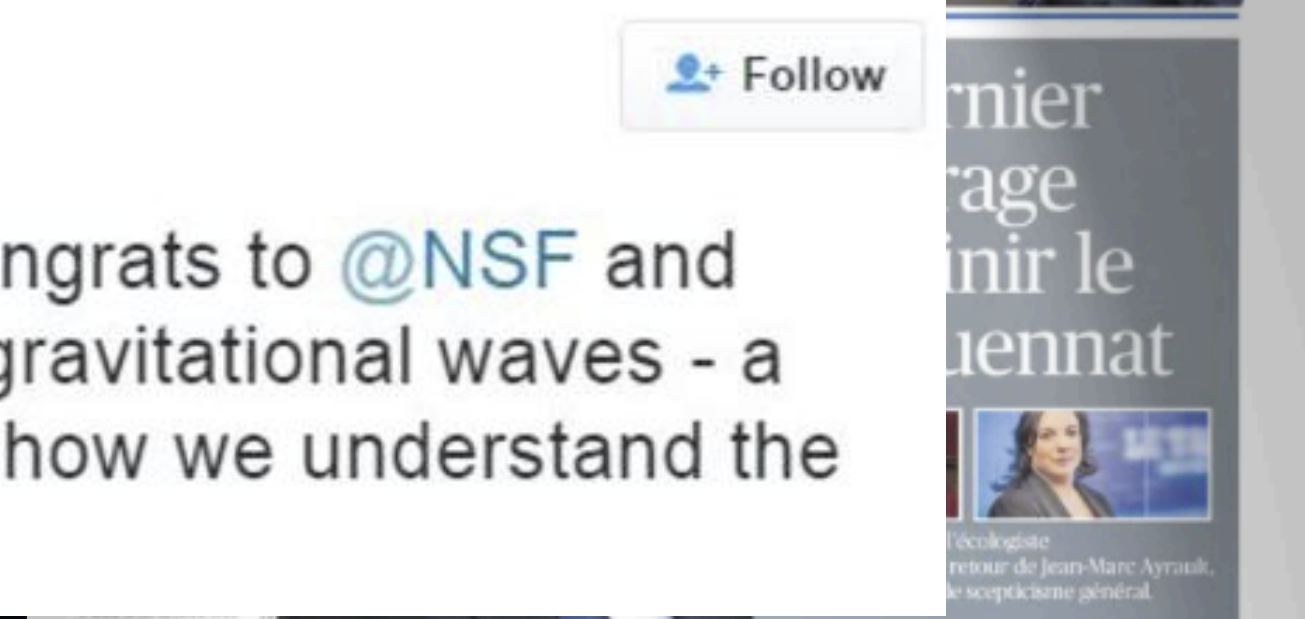 Follow
ngrats to @NSF and
gravitational waves - a
how we understand the
rnier
rage
inir le
uennat
l'écologiste
retour de Jean-Marc Ayrault,
le scepticisme général.